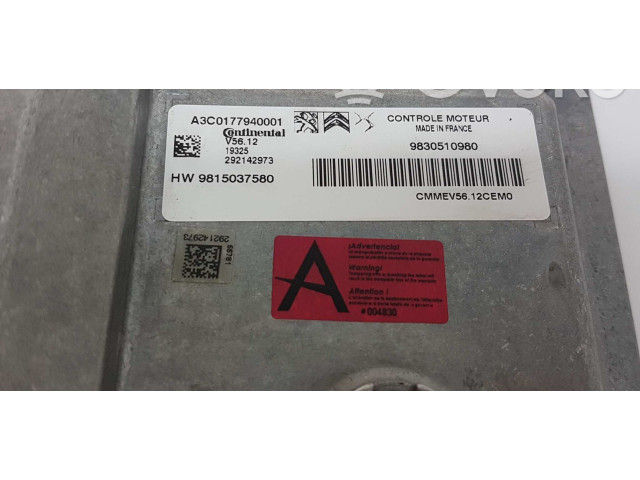 A3C0177940001
Continental
V56.12
19325
292142973
HW 9815037580
CONTROLE MOTEUR
MADE IN FRANCE
9830510980
CMMEV56.12CEM0
292142973
66781
A
¡Advertencia!
Warning!
Attention !
#004830